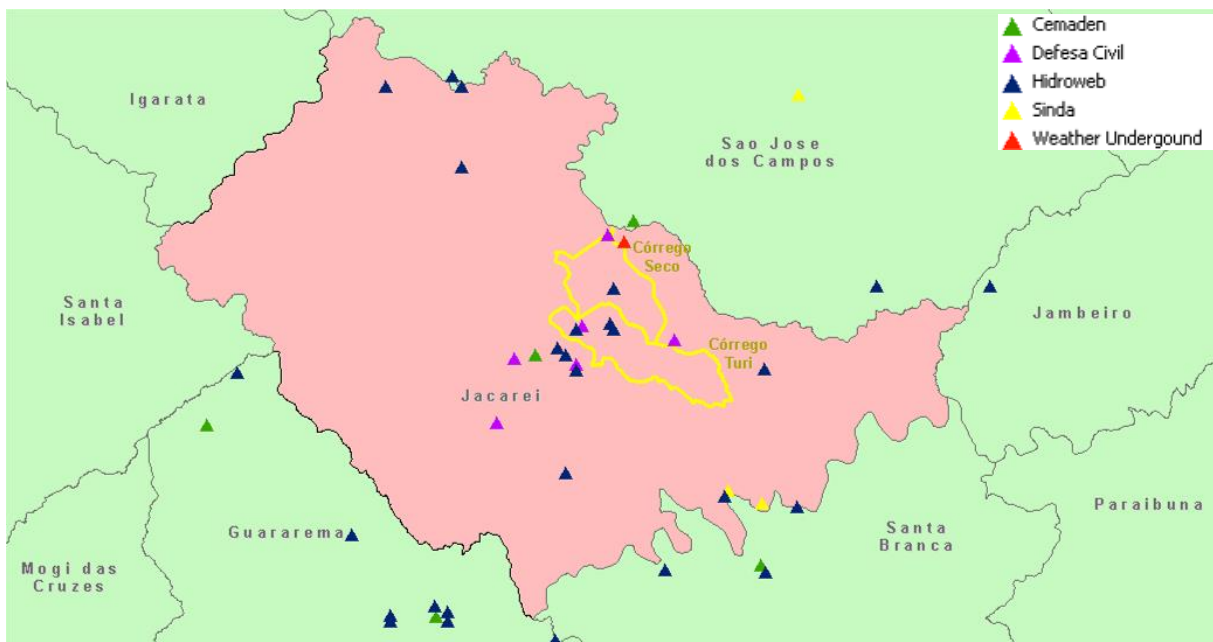 Cemaden
Defesa Civil
Hidroweb
Sinda
Weather Undergound
Igarata
Sao Jose
dos Campos
Córrego
Seco
Santa
Isabel
Jambeiro
Córrego
Turi
Jacarei
Paraibuna
Guararema
Santa
Branca
Mogi das
Cruzes